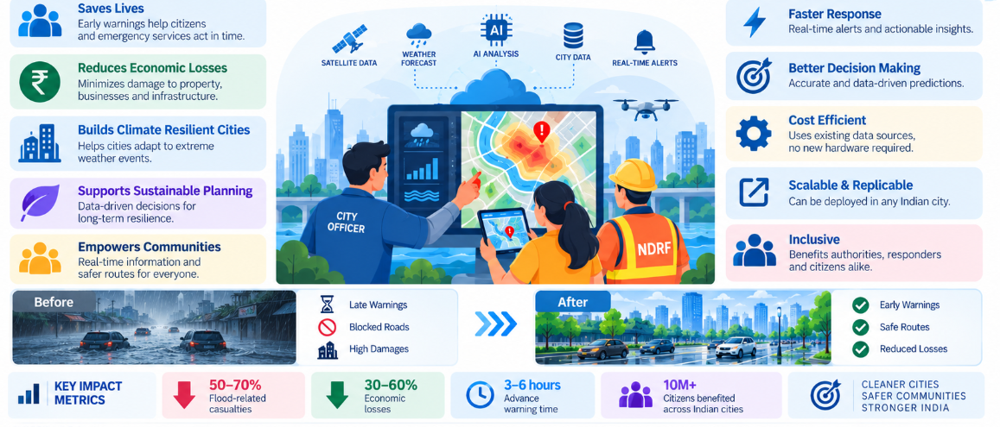 Saves Lives
Early warnings help citizens
and emergency services act in time.
Reduces Economic Losses
Minimizes damage to property,
businesses and infrastructure.
Builds Climate Resilient Cities
Helps cities adapt to extreme
weather events.
Supports Sustainable Planning
Data-driven decisions for
long-term resilience.
Empowers Communities
Real-time information and
safer routes for everyone.
SATELLITE DATA
WEATHER
FORECAST
AI
AI ANALYSIS
CITY DATA
REAL-TIME ALERTS
CITY
OFFICER
NDRF
Faster Response
Real-time alerts and actionable insights.
Better Decision Making
Accurate and data-driven predictions.
Cost Efficient
Uses existing data sources,
no new hardware required.
Scalable & Replicable
Can be deployed in any Indian city.
Inclusive
Benefits authorities, responders
and citizens alike.
Before
Late Warnings
Blocked Roads
High Damages
After
Early Warnings
Safe Routes
Reduced Losses
KEY IMPACT
METRICS
50–70%
Flood-related
casualties
30–60%
Economic
losses
3–6 hours
Advance
warning time
10M+
Citizens benefited
across Indian cities
CLEANER CITIES
SAFER COMMUNITIES
STRONGER INDIA